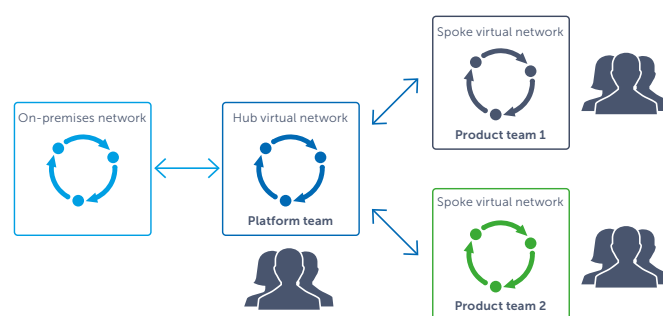 Spoke virtual network
Product team 1
On-premises network
Hub virtual network
Platform team
Spoke virtual network
Product team 2